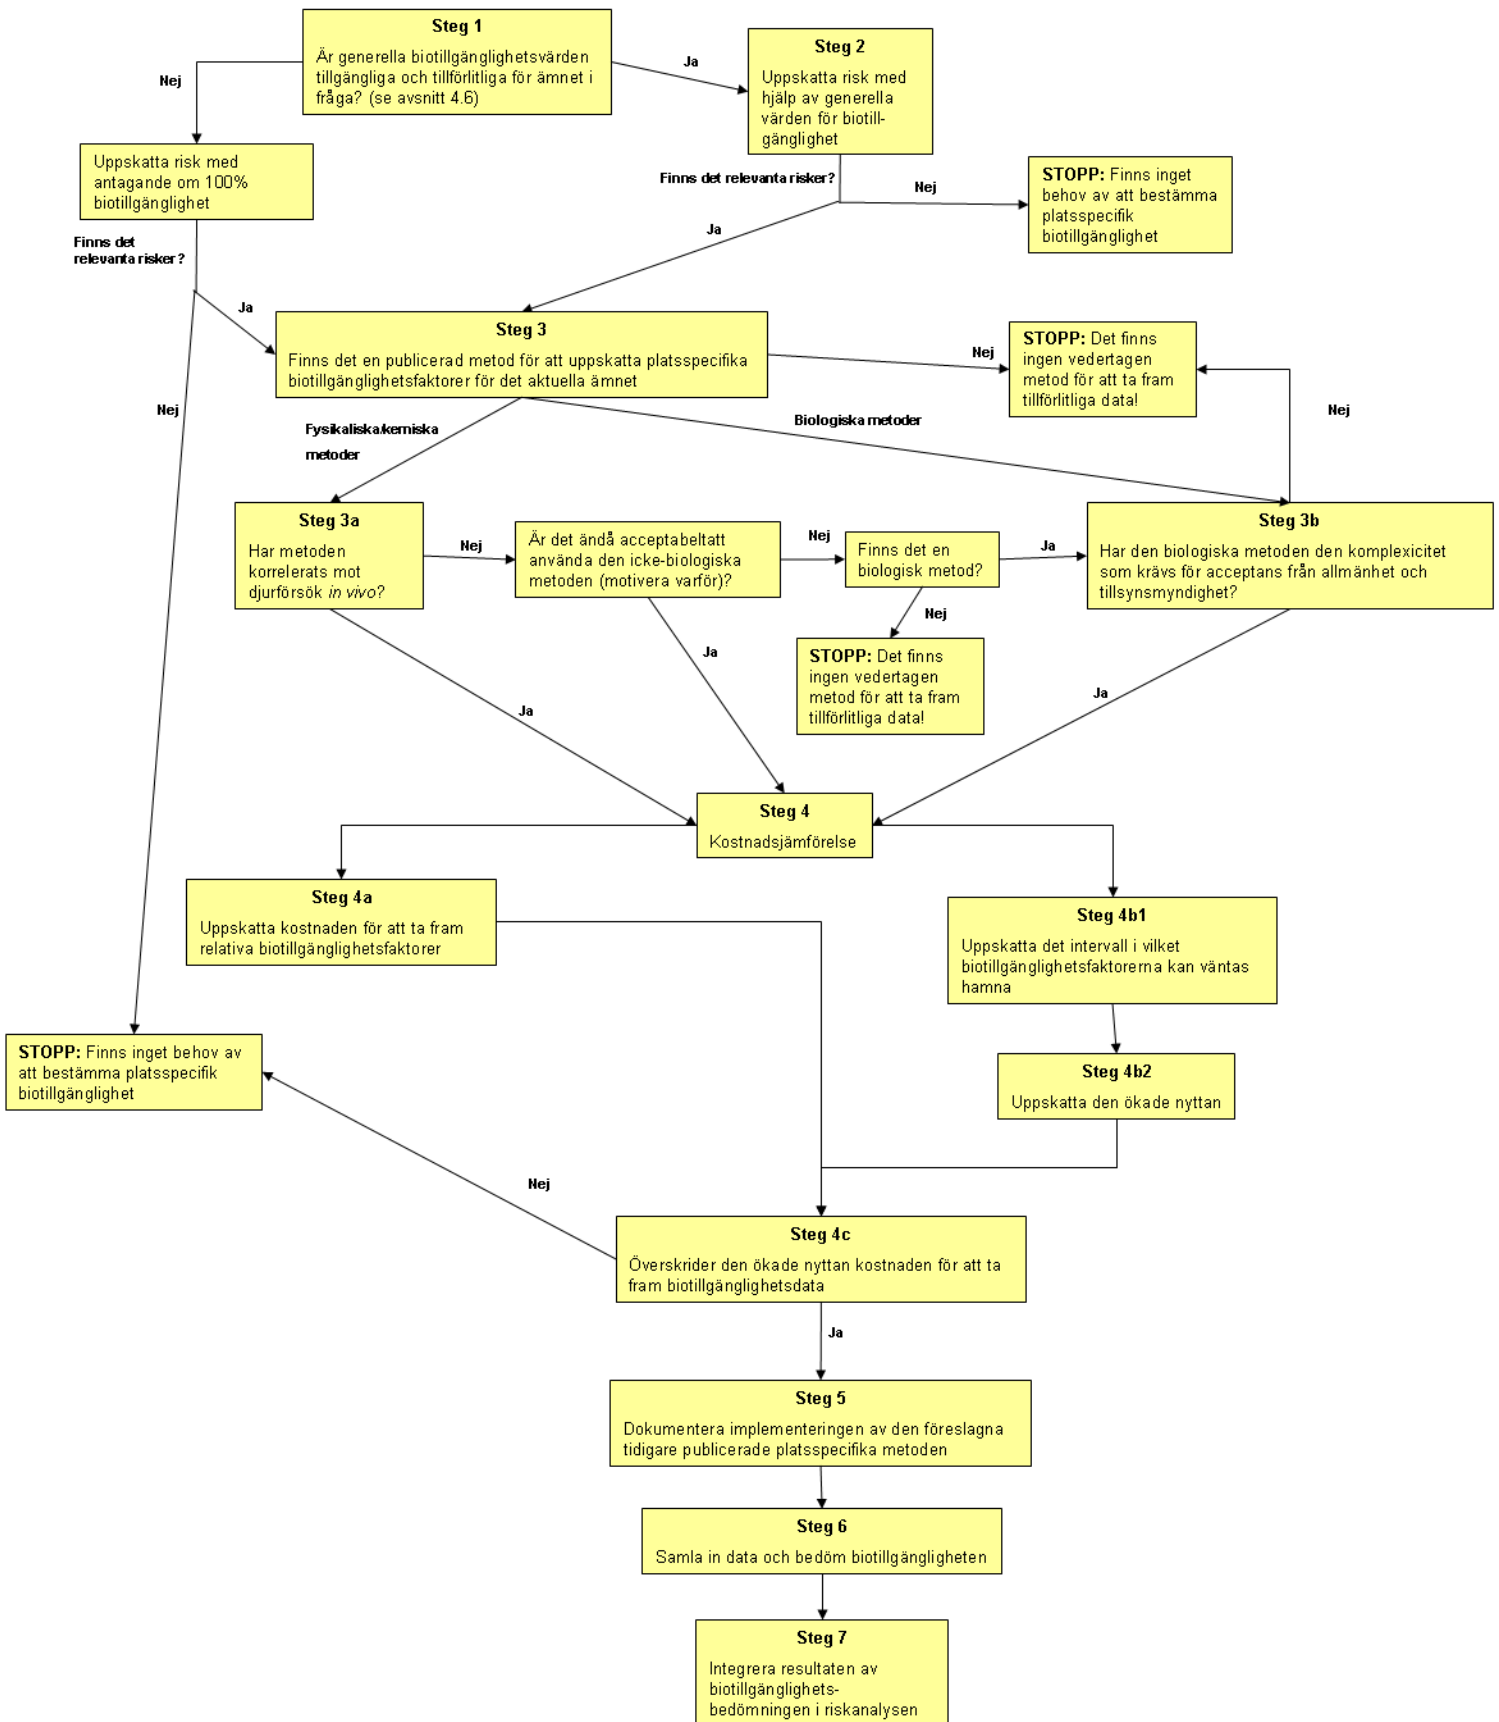 Steg 1
Är generella biotillgänglighetsvärden
tillgängliga och tillförlitliga för ämnet i
fråga? (se avsnitt 4.6)
Nej
Ja
Steg 2
Uppskatta risk med
hjälp av generella
värden för biotill-
gänglighet
Uppskatta risk med
antagande om 100%
biotillgänglighet
Finns det relevanta risker?
Nej
STOPP: Finns inget
behov av att bestämma
platsspecifik
biotillgänglighet
Ja
Finns det
relevanta risker?
Ja
Nej
Steg 3
Finns det en publicerad metod för att uppskatta platsspecifika
biotillgänglighetsfaktorer för det aktuella ämnet
Nej
STOPP: Det finns
ingen vedertagen
metod för att ta fram
tillförlitliga data!
Nej
Fysikaliska/kemiska
metoder
Biologiska metoder
Steg 3a
Har metoden
korrelerats mot
djurförsök in vivo?
Nej
Är det ändå acceptabeltatt
använda den icke-biologiska
metoden (motivera varför)?
Nej
Finns det en
biologisk metod?
Ja
Steg 3b
Har den biologiska metoden den komplexicitet
som krävs för acceptans från allmänhet och
tillsynsmyndighet?
Nej
STOPP: Det finns
ingen vedertagen
metod för att ta fram
tillförlitliga data!
Ja
Ja
Ja
Steg 4
Kostnadsjämförelse
Steg 4a
Uppskatta kostnaden för att ta fram
relativa biotillgänglighetsfaktorer
Steg 4b1
Uppskatta det intervall i vilket
biotillgänglighetsfaktorerna kan väntas
hamna
Steg 4b2
Uppskatta den ökade nyttan
STOPP: Finns inget behov av
att bestämma platsspecifik
biotillgänglighet
Nej
Steg 4c
Överskrider den ökade nyttan kostnaden för att ta
fram biotillgänglighetsdata
Ja
Steg 5
Dokumentera implementeringen av den föreslagna
tidigare publicerade platsspecifika metoden
Steg 6
Samla in data och bedöm biotillgängligheten
Steg 7
Integrera resultaten av
biotillgänglighets-
bedömningen i riskanalysen